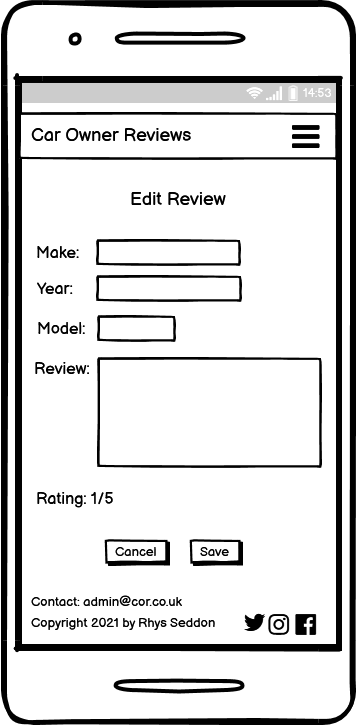 14:53
Car Owner Reviews
Edit Review
Make:
Year:
Model:
Review:
Rating: 1/5
Cancel Save
Contact: admin@cor.co.uk
Copyright 2021 by Rhys Seddon